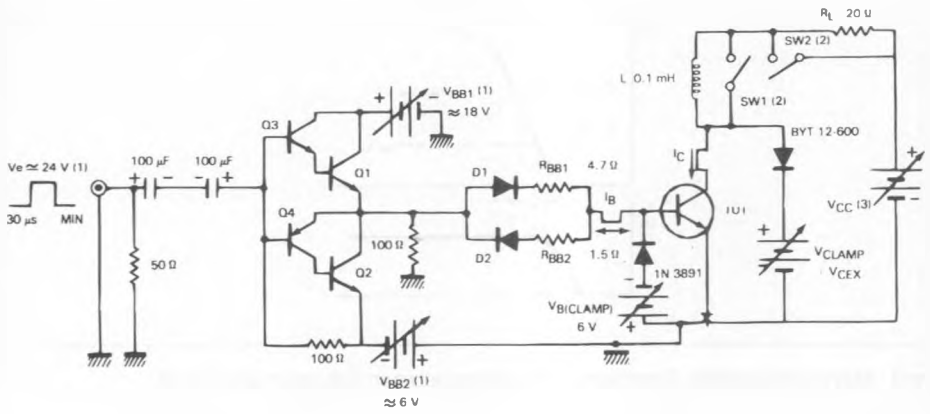 Ve ≃ 24 V (1)
30 µs MIN
100 µF
+ -
100 µF
- +
50 Ω
Q3
Q1
Q4
Q2
100 Ω
100 Ω
+ -
VBB1 (1)
≈ 18 V
- +
VBB2 (1)
≈ 6 V
D1
RBB1
4.7 Ω
D2
RBB2
1.5 Ω
IB
IC
1N 3891
-
VB(CLAMP)
6 V
+
L 0.1 mH
SW1 (2)
SW2 (2)
RL 20 Ω
BYT 12-600
+
VCLAMP
VCEX
+
-
VCC (3)